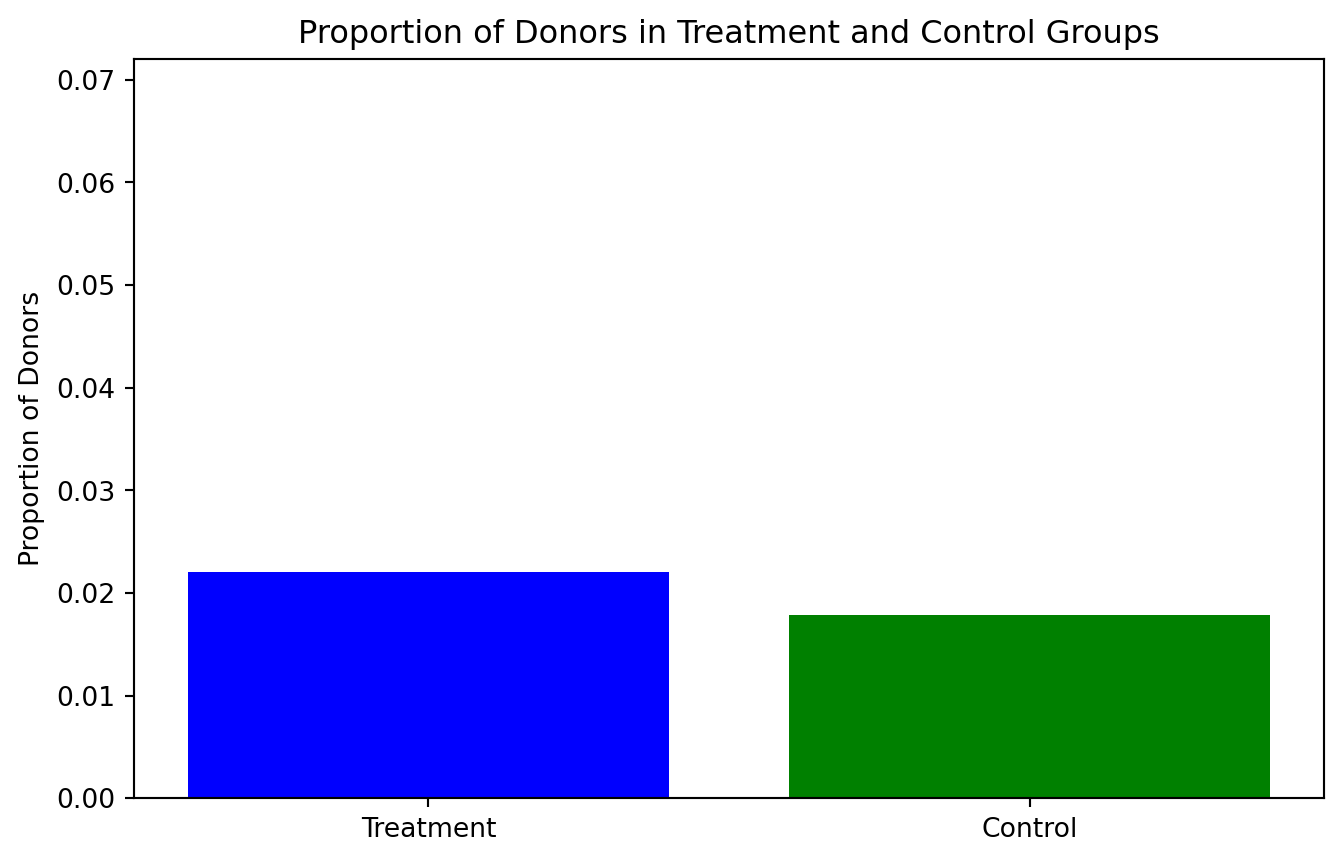 Proportion of Donors in Treatment and Control Groups
0.07
0.06
0.05
0.04
0.03
0.02
0.01
0.00
Proportion of Donors
Treatment
Control